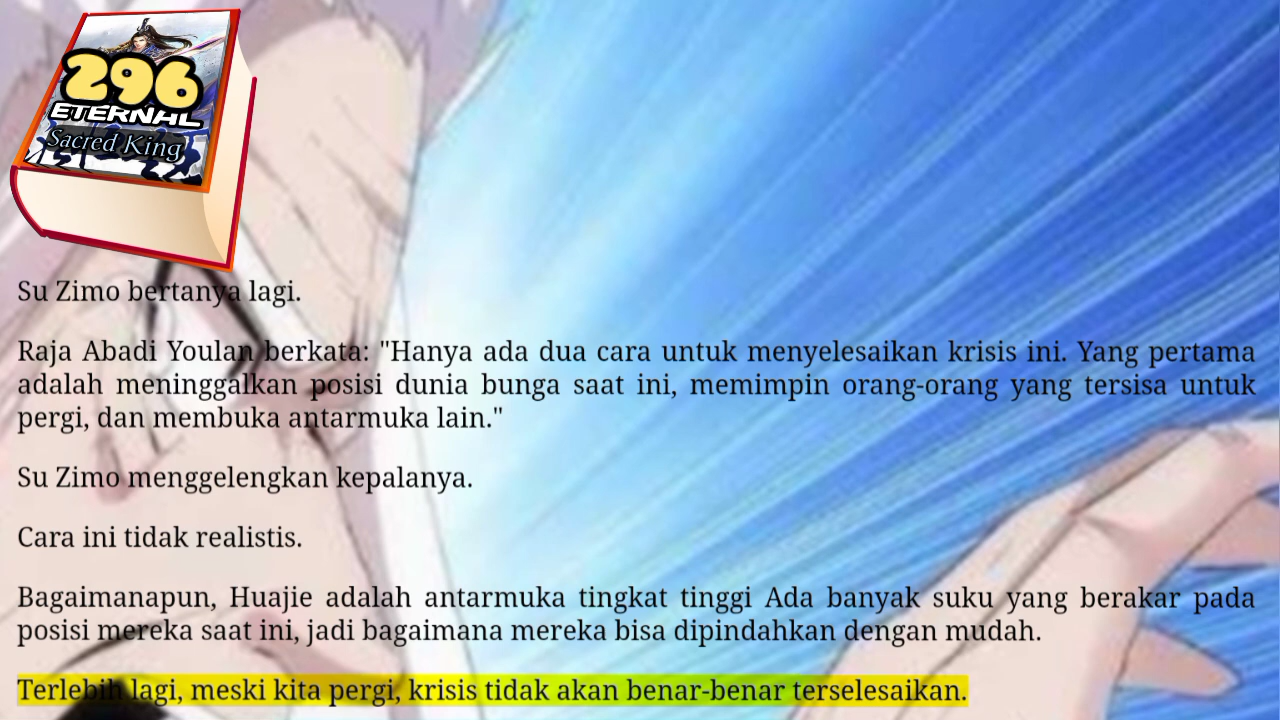 296
ETERNAL
Sacred King
Su Zimo bertanya lagi.
Raja Abadi Youlan berkata: "Hanya ada dua cara untuk menyelesaikan krisis ini. Yang pertama
adalah meninggalkan posisi dunia bunga saat ini, memimpin orang-orang yang tersisa untuk
pergi, dan membuka antarmuka lain."
Su Zimo menggelengkan kepalanya.
Cara ini tidak realistis.
Bagaimanapun, Huajie adalah antarmuka tingkat tinggi Ada banyak suku yang berakar pada
posisi mereka saat ini, jadi bagaimana mereka bisa dipindahkan dengan mudah.
Terlebih lagi, meski kita pergi, krisis tidak akan benar-benar terselesaikan.